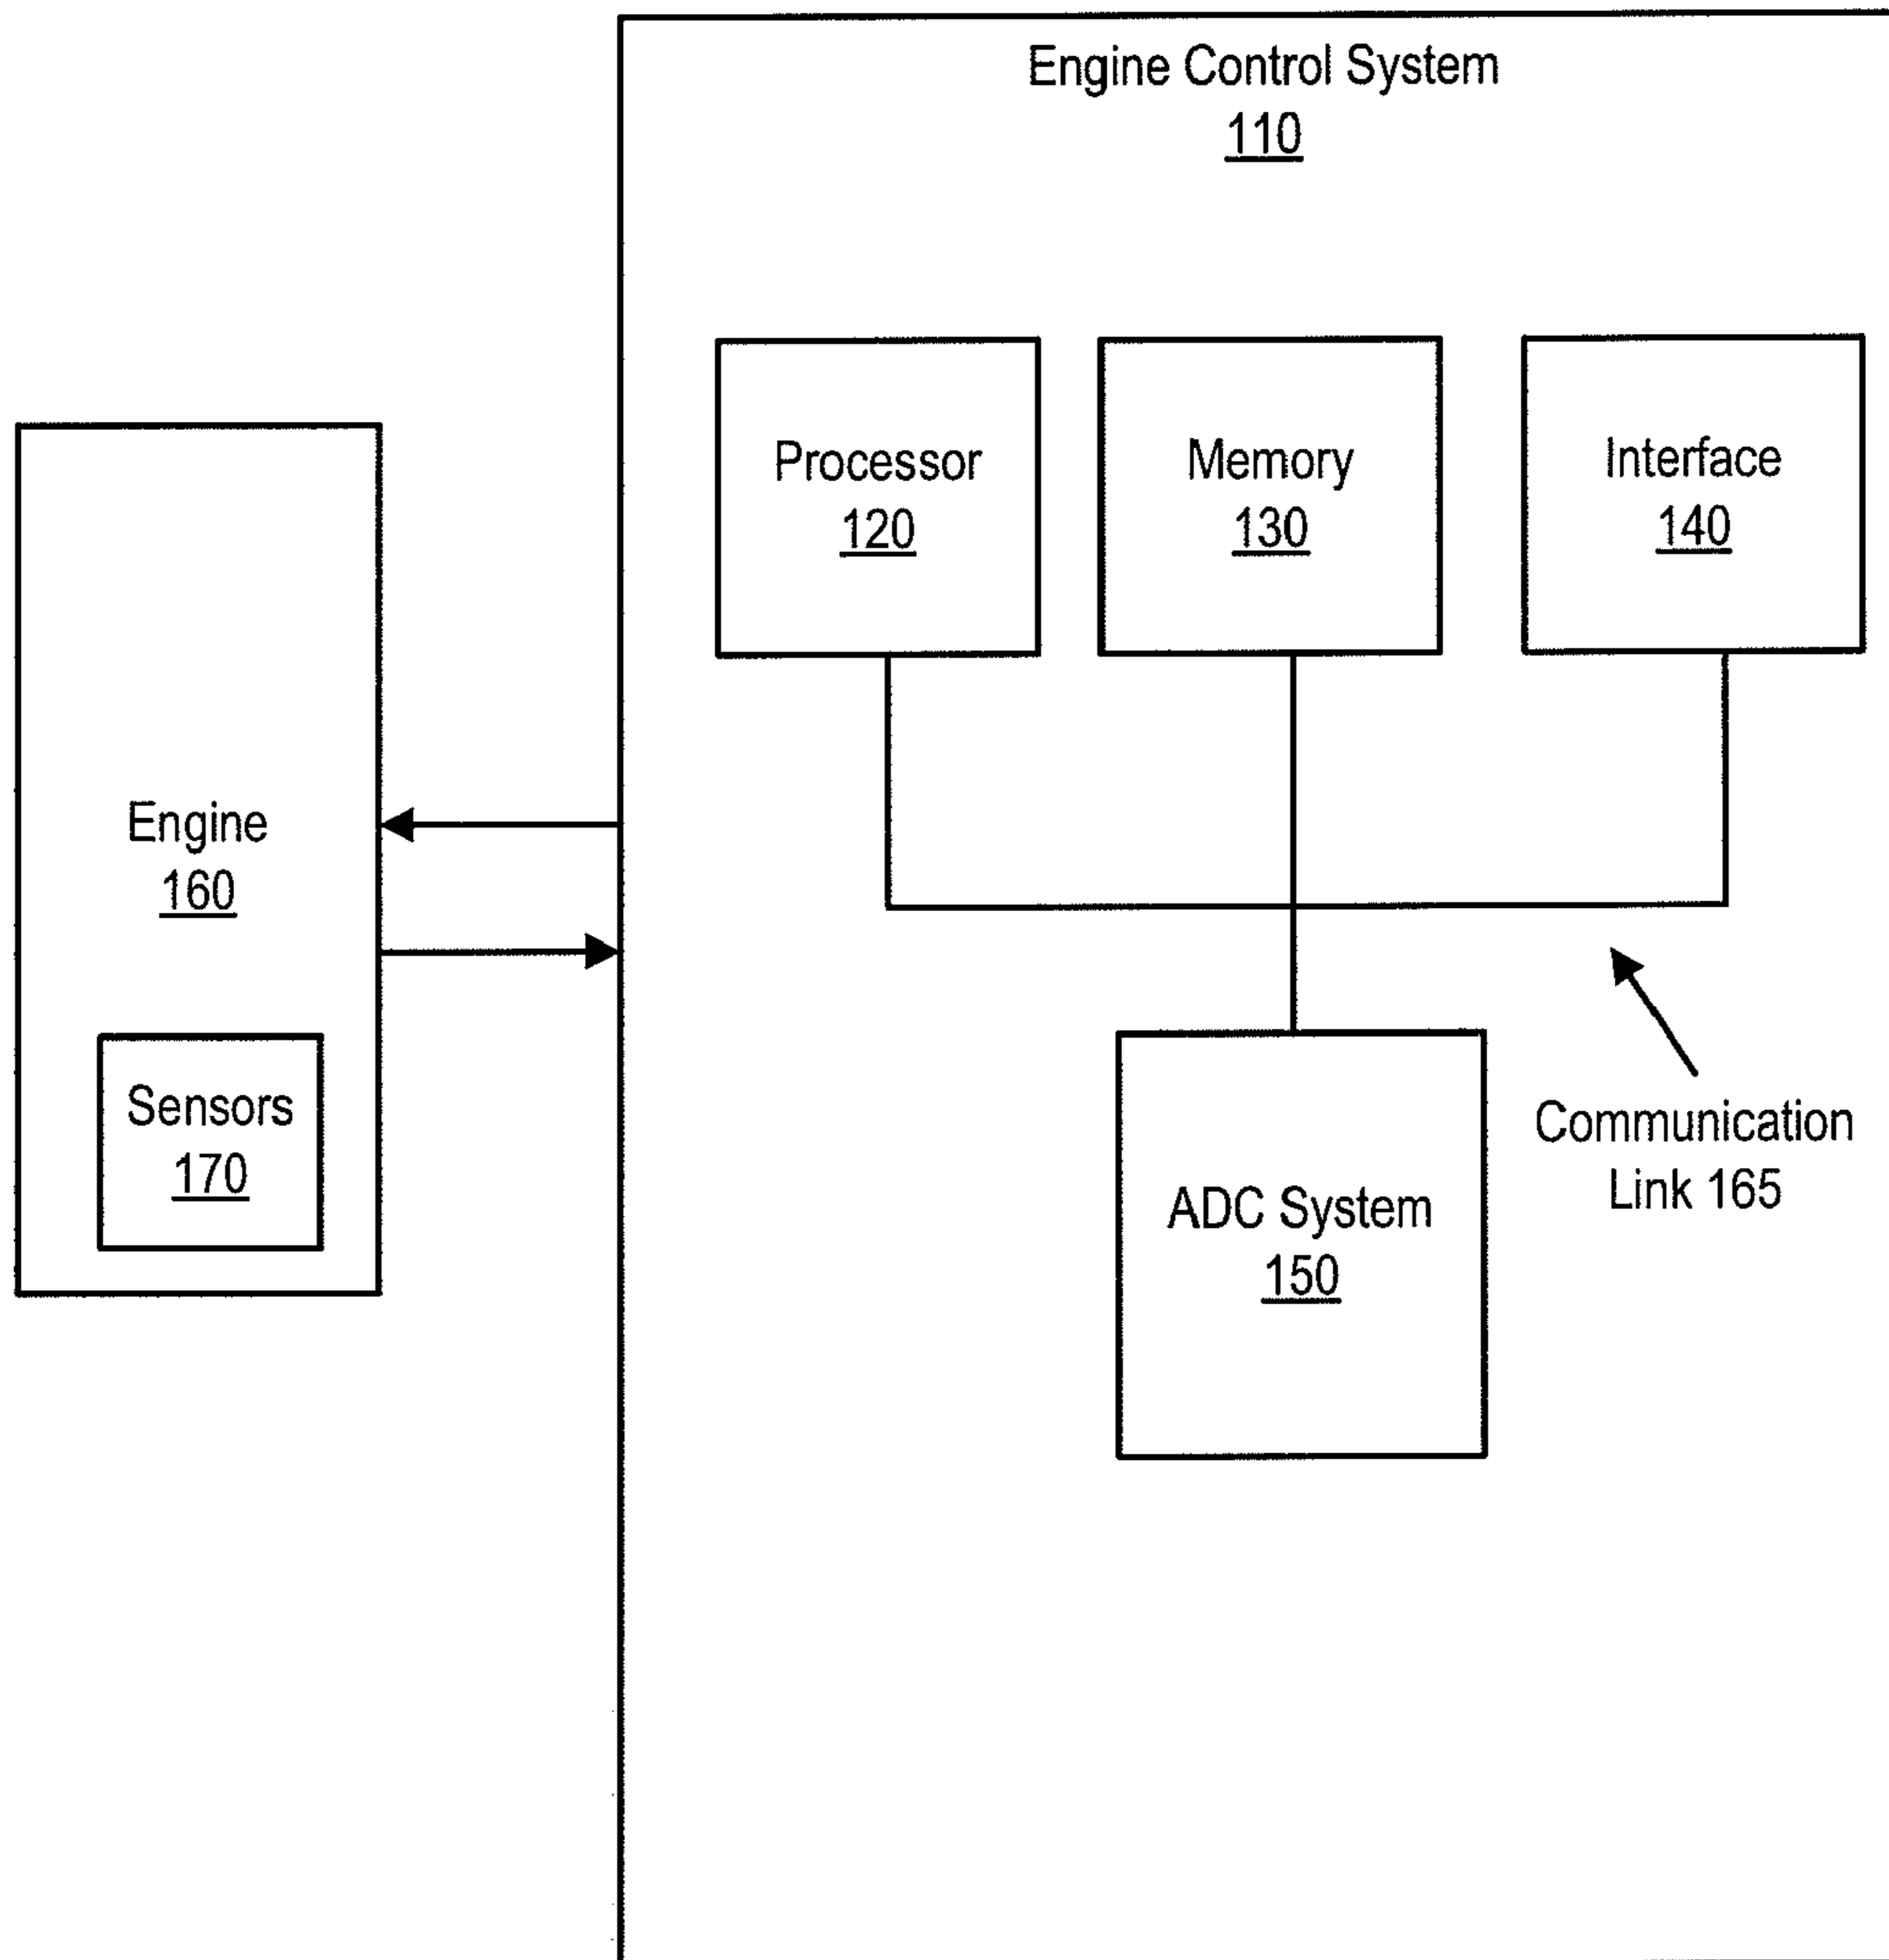 Engine Control System
110
Processor
120
Memory
130
Interface
140
Engine
160
Sensors
170
Communication
Link 165
ADC System
150